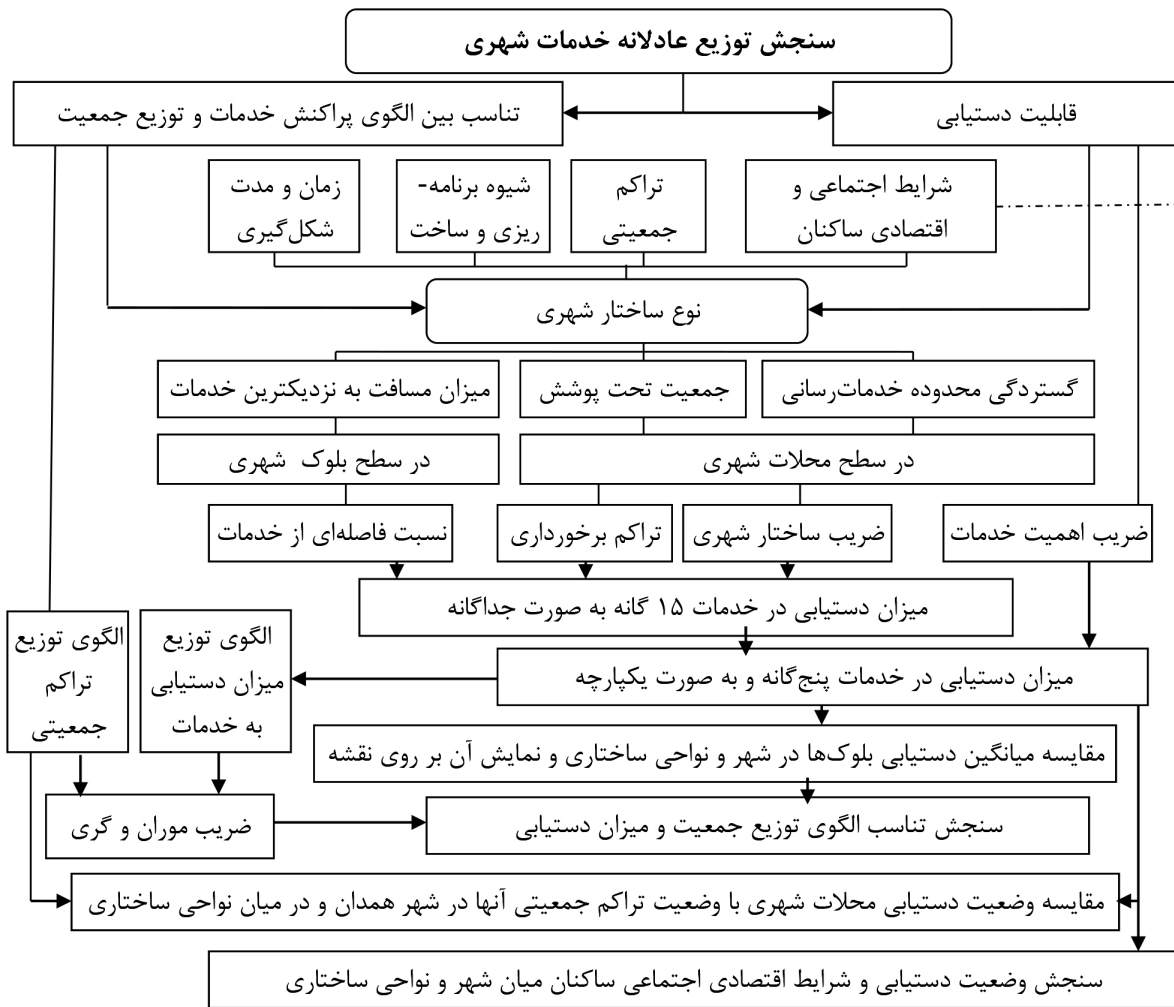 سنجش توزیع عادلانه خدمات شهری
قابلیت دستیابی
تناسب بین الگوی پراکنش خدمات و توزیع جمعیت
شرایط اجتماعی و
اقتصادی ساکنان
تراکم
جمعیتی
شیوه برنامه-
ریزی و ساخت
زمان و مدت
شکل‌گیری
نوع ساختار شهری
گستردگی محدوده خدمات‌رسانی
جمعیت تحت پوشش
میزان مسافت به نزدیکترین خدمات
در سطح محلات شهری
در سطح بلوک شهری
ضریب اهمیت خدمات
ضریب ساختار شهری
تراکم برخورداری
نسبت فاصله‌ای از خدمات
میزان دستیابی در خدمات ۱۵ گانه به صورت جداگانه
میزان دستیابی در خدمات پنج‌گانه و به صورت یکپارچه
الگوی توزیع
میزان دستیابی
به خدمات
الگوی توزیع
تراکم
جمعیتی
مقایسه میانگین دستیابی بلوک‌ها در شهر و نواحی ساختاری و نمایش آن بر روی نقشه
سنجش تناسب الگوی توزیع جمعیت و میزان دستیابی
ضریب موران و گری
مقایسه وضعیت دستیابی محلات شهری با وضعیت تراکم جمعیتی آنها در شهر همدان و در میان نواحی ساختاری
سنجش وضعیت دستیابی و شرایط اقتصادی اجتماعی ساکنان میان شهر و نواحی ساختاری